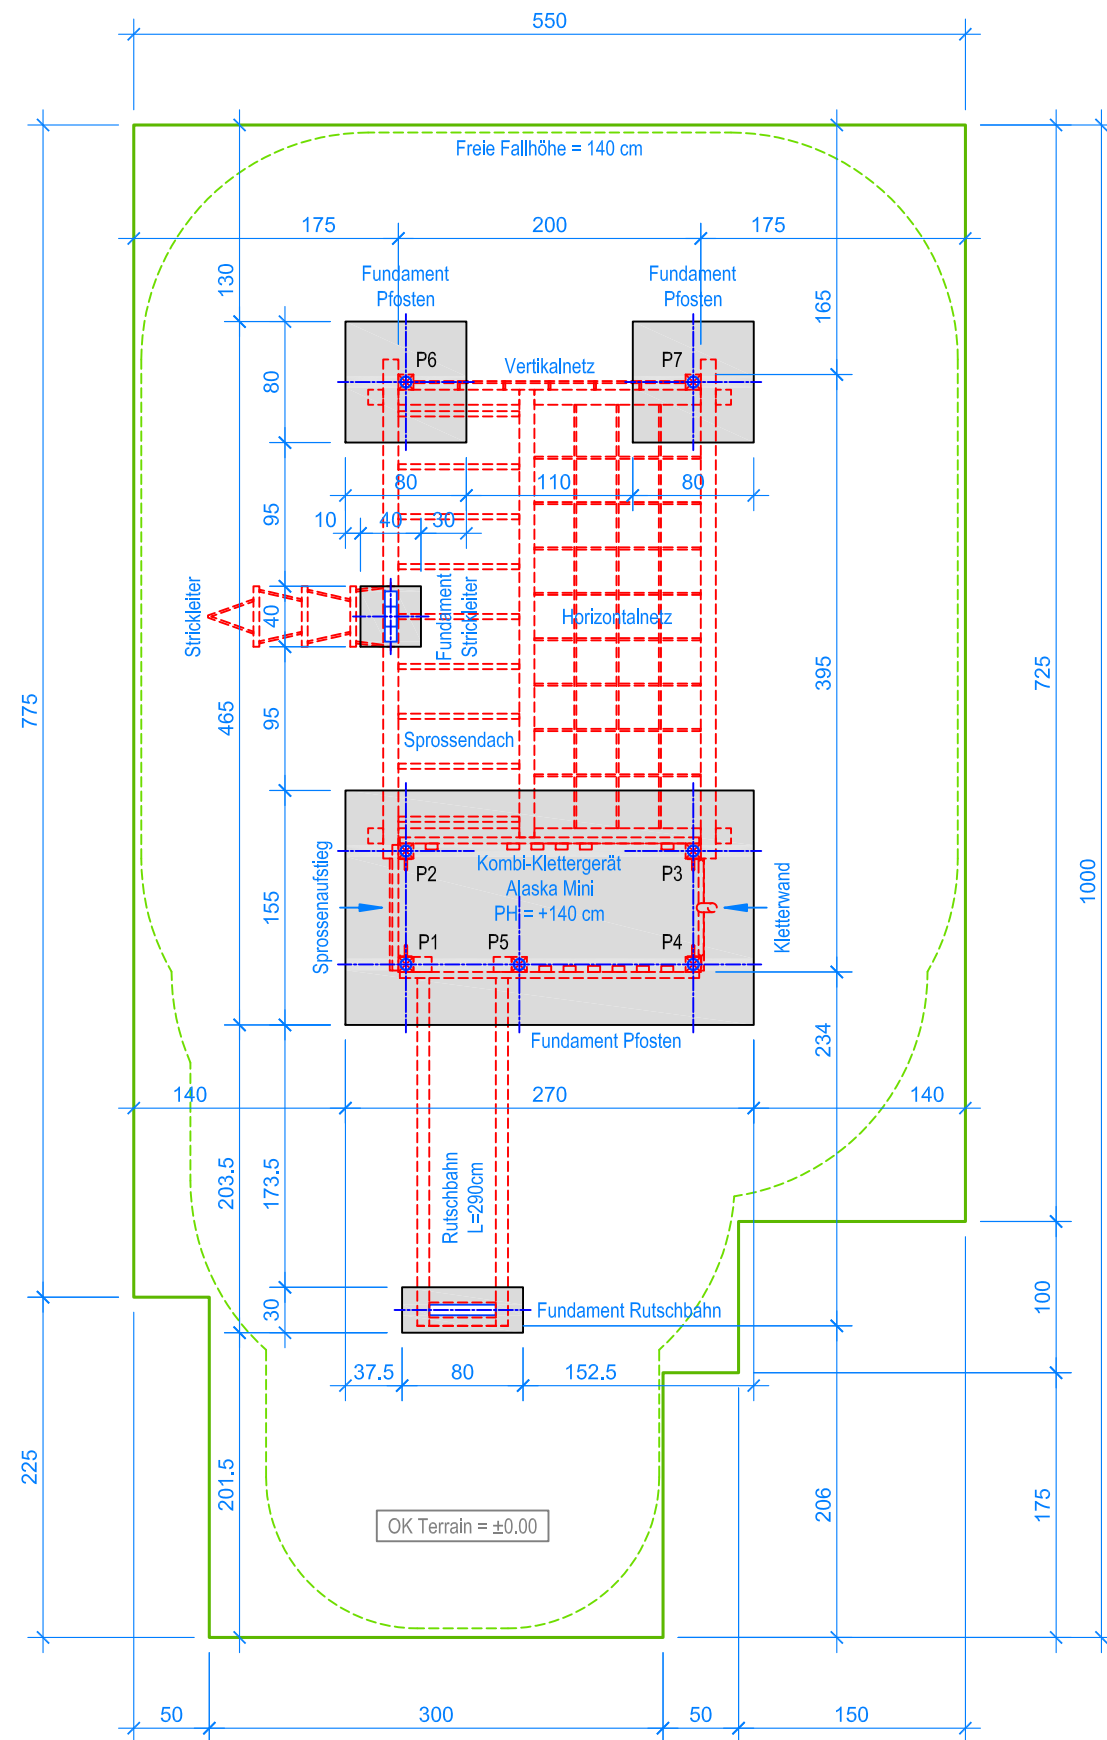 550
Freie Fallhöhe = 140 cm
175
200
175
130
165
Fundament
Pfosten
Fundament
Pfosten
P6
P7
Vertikalnetz
80
80
110
80
10
40
30
95
Strickleiter
40
Fundament
Strickleiter
Horizontalnetz
775
465
395
725
95
Sprossendach
1000
Sprossenaufstieg
155
P2
Kombi-Klettergerät
Alaska Mini
PH = +140 cm
P3
Kletterwand
P1
P5
P4
Fundament Pfosten
234
140
270
140
203.5
173.5
Rutschbahn
L=290cm
30
Fundament Rutschbahn
100
37.5
80
152.5
225
201.5
OK Terrain = ±0.00
206
175
50
300
50
150